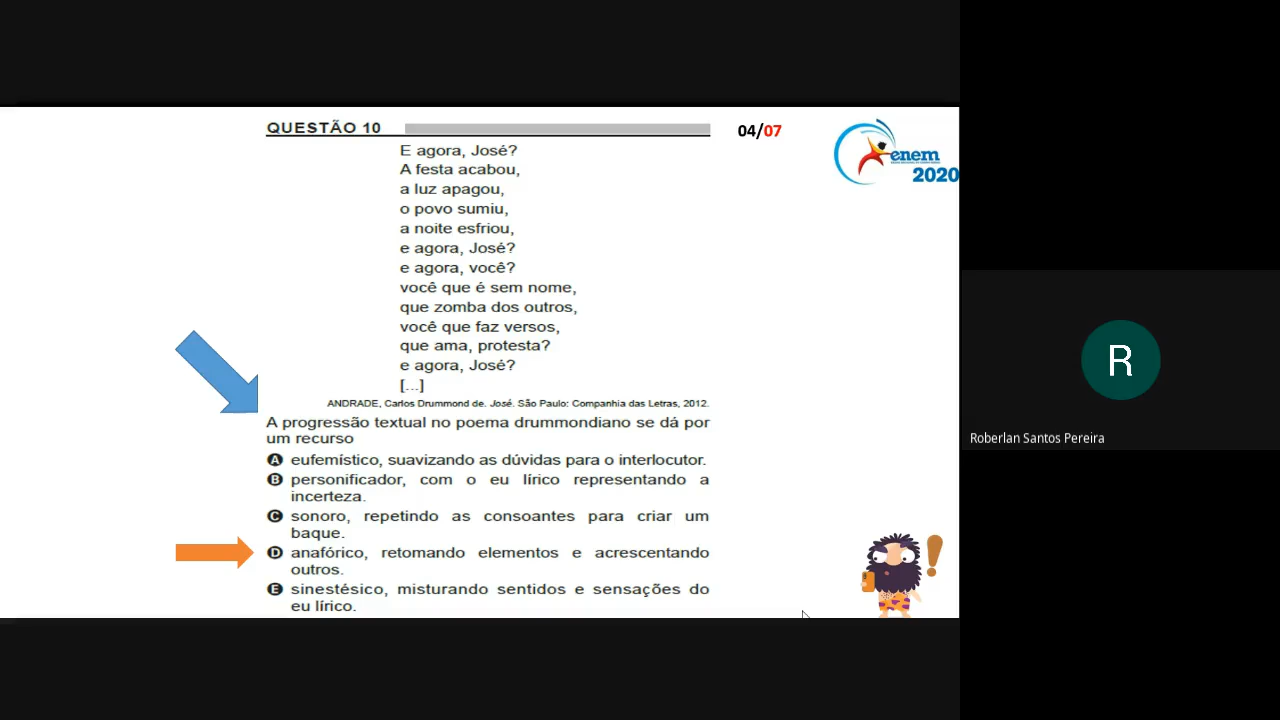 QUESTÃO 10
04/07
enem
2020
E agora, José?
A festa acabou,
a luz apagou,
o povo sumiu,
a noite esfriou,
e agora, José?
e agora, você?
você que é sem nome,
que zomba dos outros,
você que faz versos,
que ama, protesta?
e agora, José?
[...]
ANDRADE, Carlos Drummond de. José. São Paulo: Companhia das Letras, 2012.
A progressão textual no poema drummondiano se dá por
um recurso
A eufemístico, suavizando as dúvidas para o interlocutor.
B personificador, com o eu lírico representando a
incerteza.
C sonoro, repetindo as consoantes para criar um
baque.
D anafórico, retomando elementos e acrescentando
outros.
E sinestésico, misturando sentidos e sensações do
eu lírico.
R
Roberlan Santos Pereira